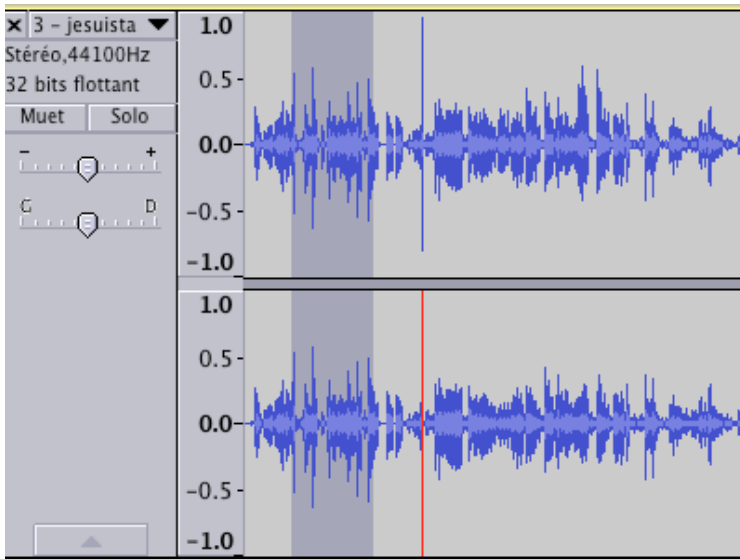 3 – jesuista
Stéréo,44100Hz
32 bits flottant
Muet Solo
- +
G D
1.0
0.5-
0.0-
-0.5-
-1.0
1.0
0.5-
0.0-
-0.5-
-1.0